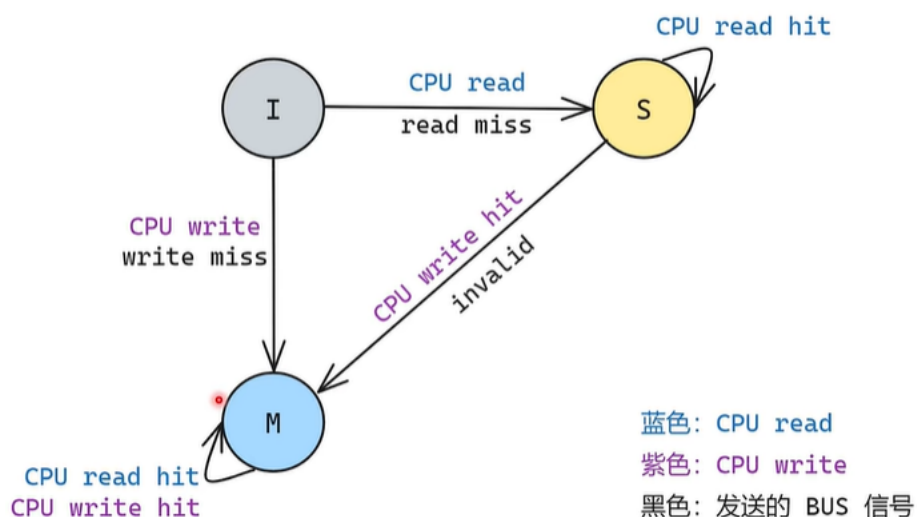 CPU read hit
I
CPU read
read miss
S
CPU write
write miss
CPU write hit
invalid
M
CPU read hit
CPU write hit
蓝色: CPU read
紫色: CPU write
黑色: 发送的 BUS 信号